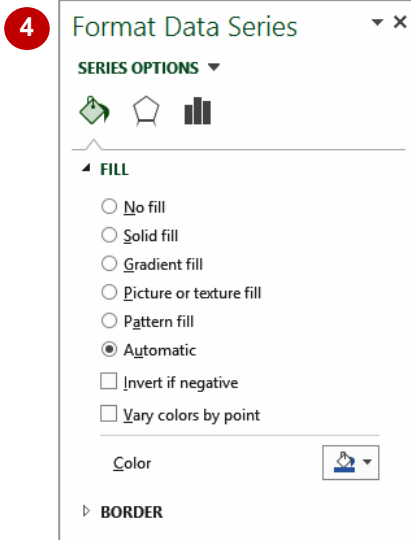 4
Format Data Series
SERIES OPTIONS
FILL
No fill
Solid fill
Gradient fill
Picture or texture fill
Pattern fill
Automatic
Invert if negative
Vary colors by point
Color
BORDER